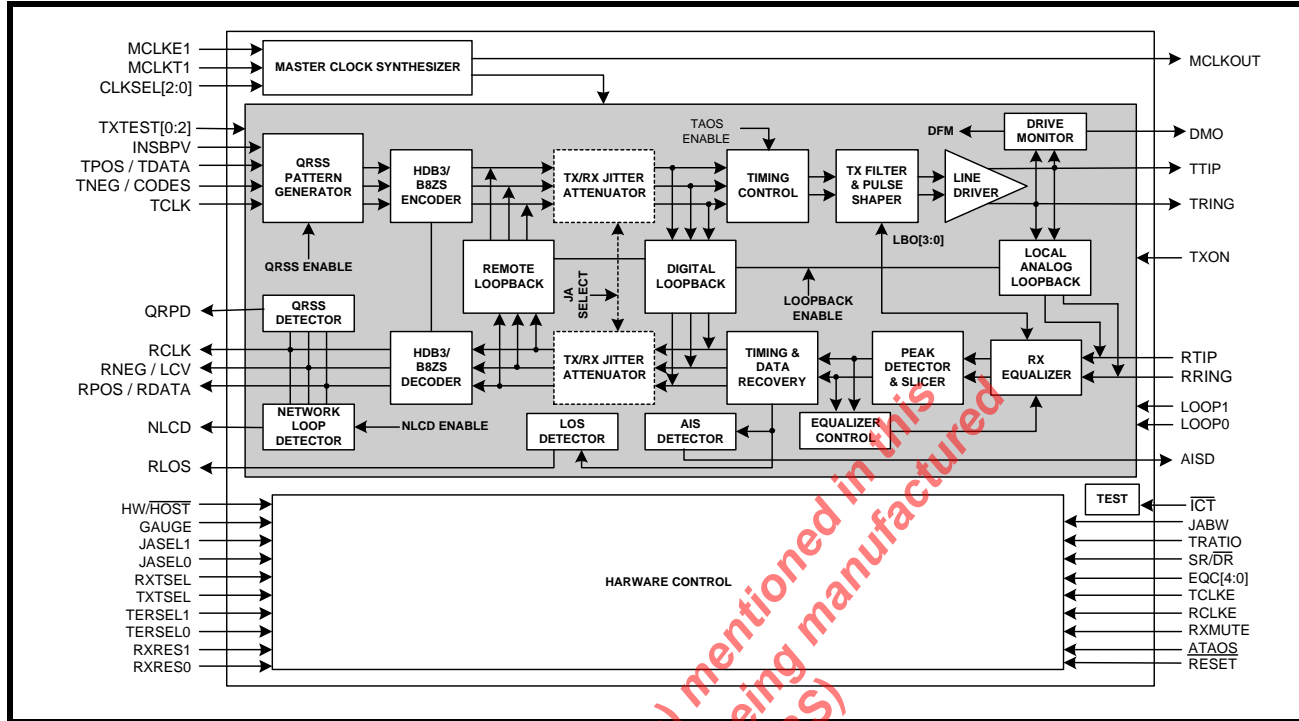 MCLKE1
MCLKT1
CLKSEL[2:0]
MASTER CLOCK SYNTHESIZER
MCLKOUT
TXTEST[0:2]
INSBPV
TPOS / TDATA
TNEG / CODES
TCLK
QRSS
PATTERN
GENERATOR
HDB3/
B8ZS
ENCODER
TX/RX JITTER
ATTENUATOR
TAOS
ENABLE
TIMING
CONTROL
TX FILTER
& PULSE
SHAPER
LINE
DRIVER
DFM
DRIVE
MONITOR
DMO
TTIP
TRING
QRSS ENABLE
REMOTE
LOOPBACK
JA
SELECT
DIGITAL
LOOPBACK
LOOPBACK
ENABLE
LBO[3:0]
LOCAL
ANALOG
LOOPBACK
TXON
QRPD
RCLK
RNEG / LCV
RPOS / RDATA
NLCD
RLOS
QRSS
DETECTOR
HDB3/
B8ZS
DECODER
TX/RX JITTER
ATTENUATOR
TIMING &
DATA
RECOVERY
PEAK
DETECTOR
& SLICER
RX
EQUALIZER
RTIP
RRING
NETWORK
LOOP
DETECTOR
NLCD ENABLE
LOS
DETECTOR
AIS
DETECTOR
EQUALIZER
CONTROL
LOOP1
LOOP0
AISD
TEST
ICT
HW/HOST
GAUGE
JASEL1
JASEL0
RXTSEL
TXTSEL
TERSEL1
TERSEL0
RXRES1
RXRES0
HARWARE CONTROL
JABW
TRATIO
SR/DR
EQC[4:0]
TCLKE
RCLKE
RXMUTE
ATAOS
RESET
) mentioned in this
eing manufactured
S)